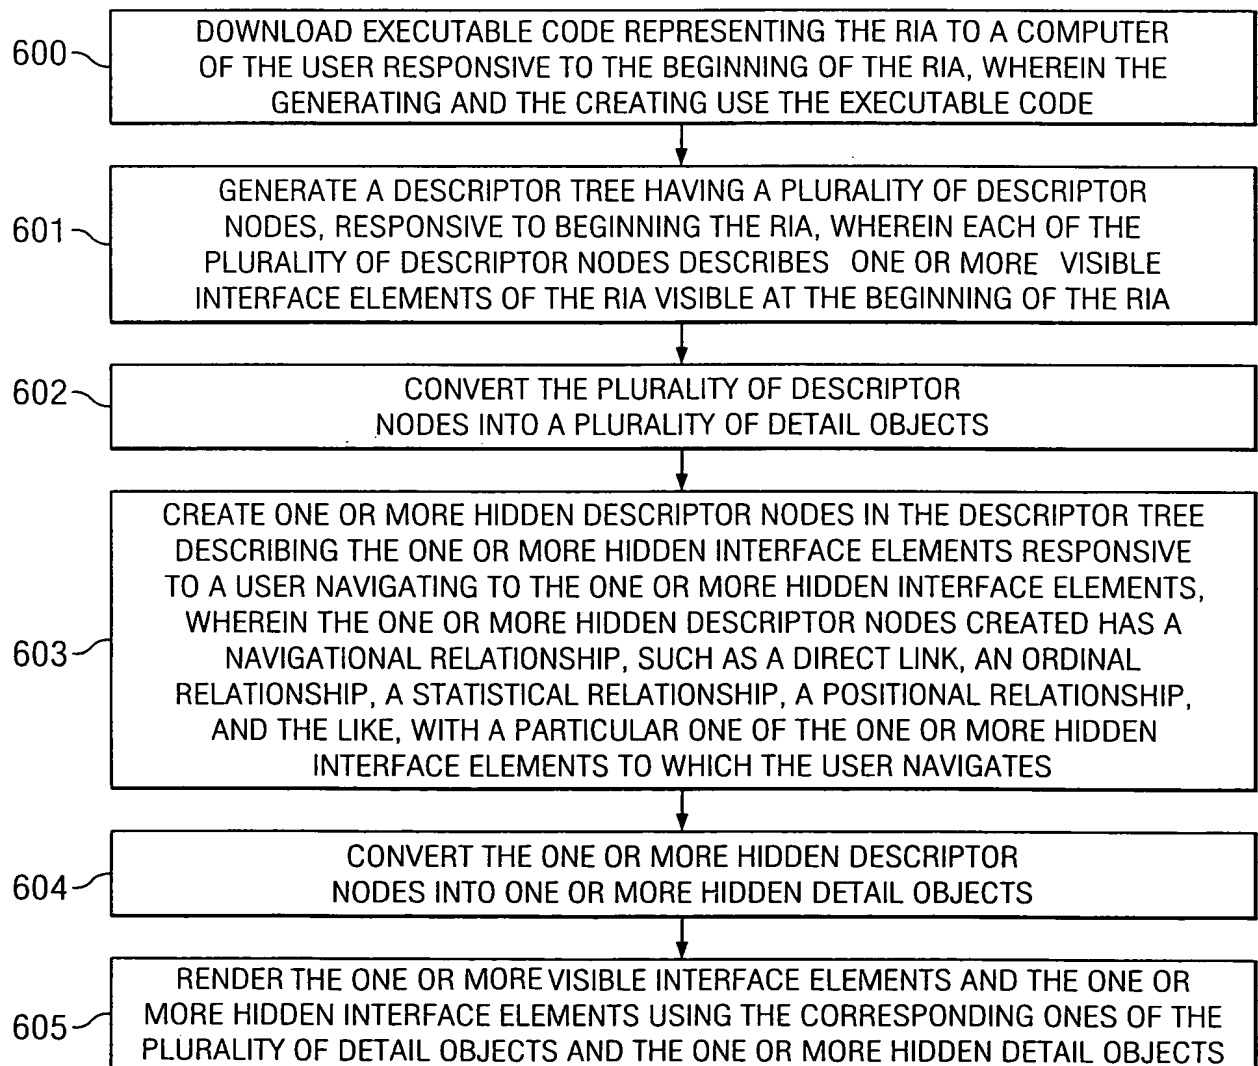 600
DOWNLOAD EXECUTABLE CODE REPRESENTING THE RIA TO A COMPUTER
OF THE USER RESPONSIVE TO THE BEGINNING OF THE RIA, WHEREIN THE
GENERATING AND THE CREATING USE THE EXECUTABLE CODE
601
GENERATE A DESCRIPTOR TREE HAVING A PLURALITY OF DESCRIPTOR
NODES, RESPONSIVE TO BEGINNING THE RIA, WHEREIN EACH OF THE
PLURALITY OF DESCRIPTOR NODES DESCRIBES ONE OR MORE VISIBLE
INTERFACE ELEMENTS OF THE RIA VISIBLE AT THE BEGINNING OF THE RIA
602
CONVERT THE PLURALITY OF DESCRIPTOR
NODES INTO A PLURALITY OF DETAIL OBJECTS
603
CREATE ONE OR MORE HIDDEN DESCRIPTOR NODES IN THE DESCRIPTOR TREE
DESCRIBING THE ONE OR MORE HIDDEN INTERFACE ELEMENTS RESPONSIVE
TO A USER NAVIGATING TO THE ONE OR MORE HIDDEN INTERFACE ELEMENTS,
WHEREIN THE ONE OR MORE HIDDEN DESCRIPTOR NODES CREATED HAS A
NAVIGATIONAL RELATIONSHIP, SUCH AS A DIRECT LINK, AN ORDINAL
RELATIONSHIP, A STATISTICAL RELATIONSHIP, A POSITIONAL RELATIONSHIP,
AND THE LIKE, WITH A PARTICULAR ONE OF THE ONE OR MORE HIDDEN
INTERFACE ELEMENTS TO WHICH THE USER NAVIGATES
604
CONVERT THE ONE OR MORE HIDDEN DESCRIPTOR
NODES INTO ONE OR MORE HIDDEN DETAIL OBJECTS
605
RENDER THE ONE OR MORE VISIBLE INTERFACE ELEMENTS AND THE ONE OR
MORE HIDDEN INTERFACE ELEMENTS USING THE CORRESPONDING ONES OF THE
PLURALITY OF DETAIL OBJECTS AND THE ONE OR MORE HIDDEN DETAIL OBJECTS